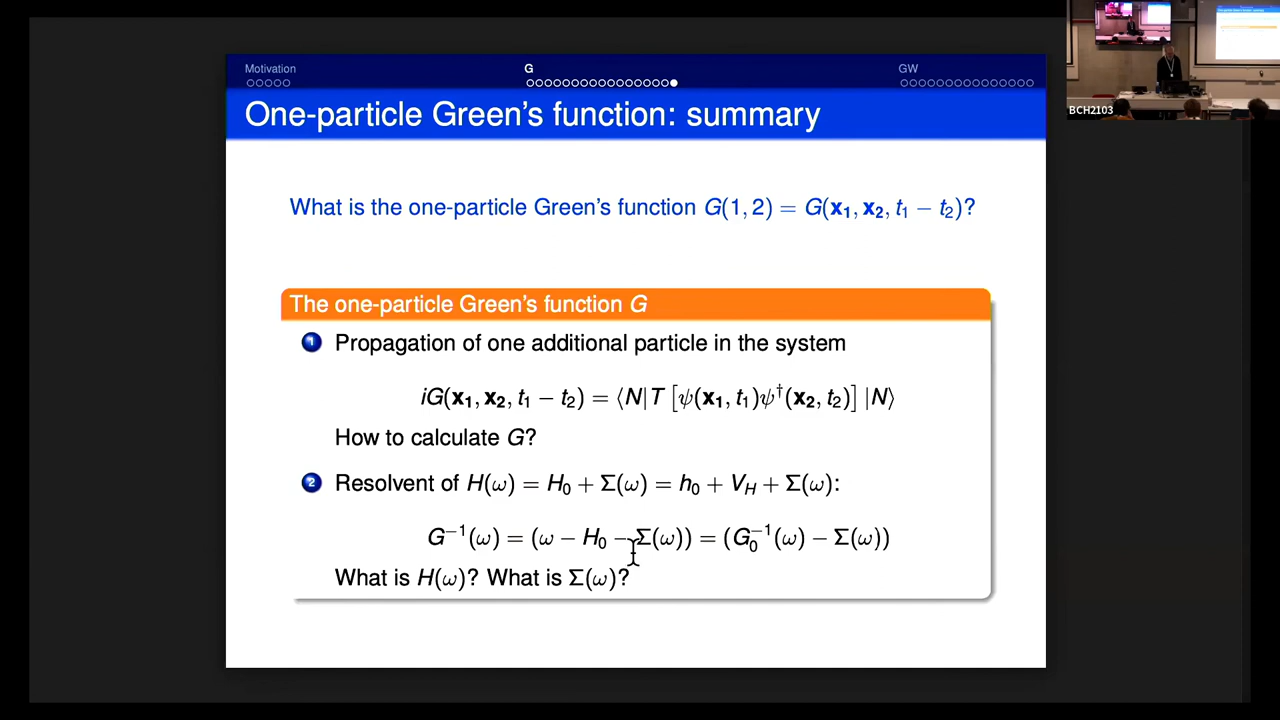 Motivation
G
GW
One-particle Green's function: summary
What is the one-particle Green's function G(1, 2) = G(x₁, x₂, t₁ − t₂)?
The one-particle Green's function G
1 Propagation of one additional particle in the system
iG(x₁, x₂, t₁ − t₂) = ⟨N|T [ψ(x₁, t₁)ψ†(x₂, t₂)] |N⟩
How to calculate G?
2 Resolvent of H(ω) = H₀ + Σ(ω) = h₀ + V_H + Σ(ω):
G⁻¹(ω) = (ω − H₀ − Σ(ω)) = (G₀⁻¹(ω) − Σ(ω))
What is H(ω)? What is Σ(ω)?
BCH2103